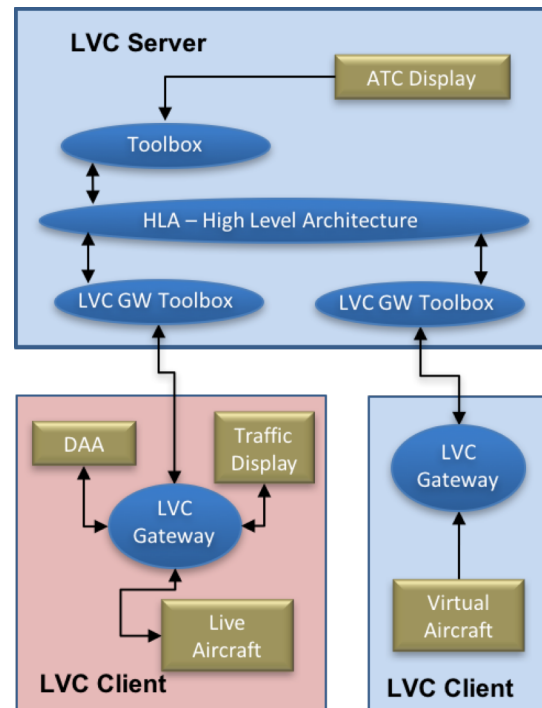 LVC Server
ATC Display
Toolbox
HLA – High Level Architecture
LVC GW Toolbox
LVC GW Toolbox
DAA
Traffic
Display
LVC
Gateway
Live
Aircraft
LVC Client
LVC
Gateway
Virtual
Aircraft
LVC Client